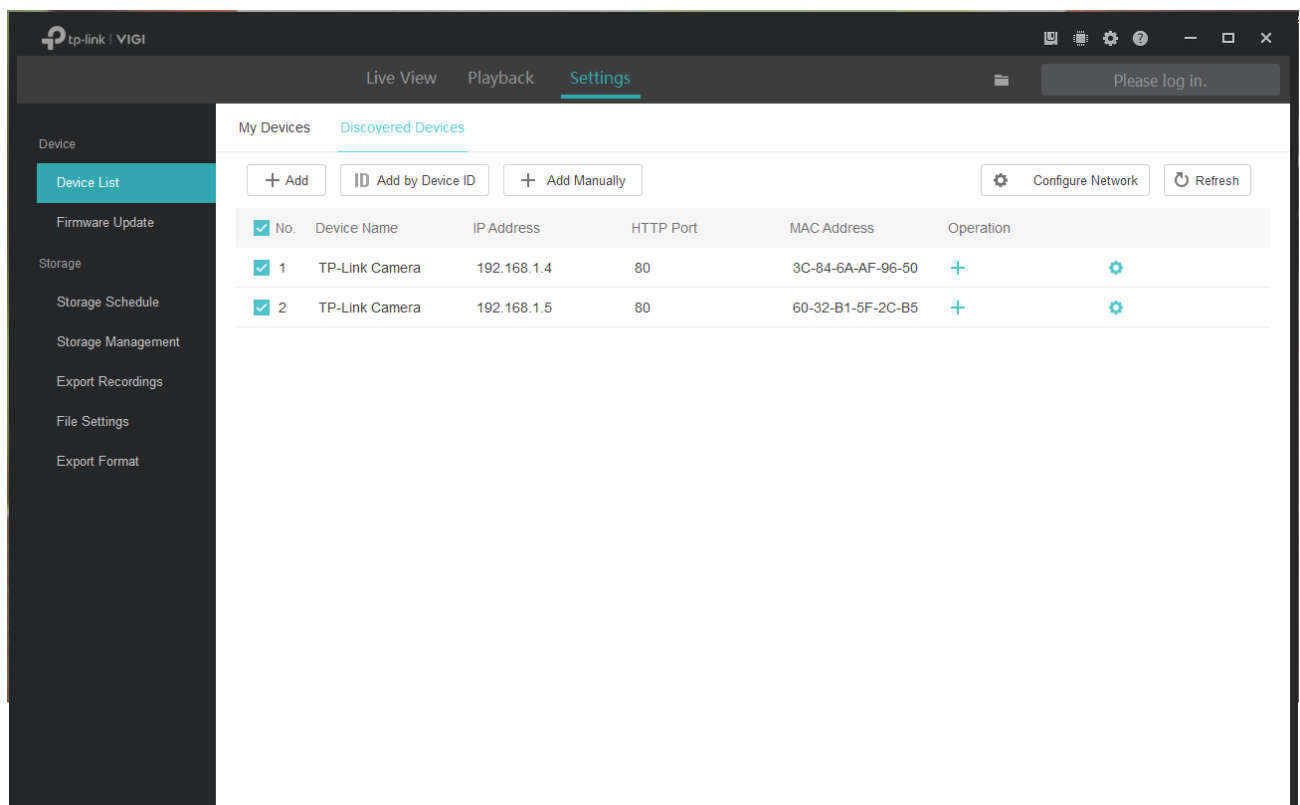 tp-link | VIGI
Live View Playback Settings Please log in.
Device
Device List
Firmware Update
Storage
Storage Schedule
Storage Management
Export Recordings
File Settings
Export Format
My Devices Discovered Devices
+ Add ID Add by Device ID + Add Manually Configure Network Refresh
No. Device Name IP Address HTTP Port MAC Address Operation
1 TP-Link Camera 192.168.1.4 80 3C-84-6A-AF-96-50 +
2 TP-Link Camera 192.168.1.5 80 60-32-B1-5F-2C-B5 +